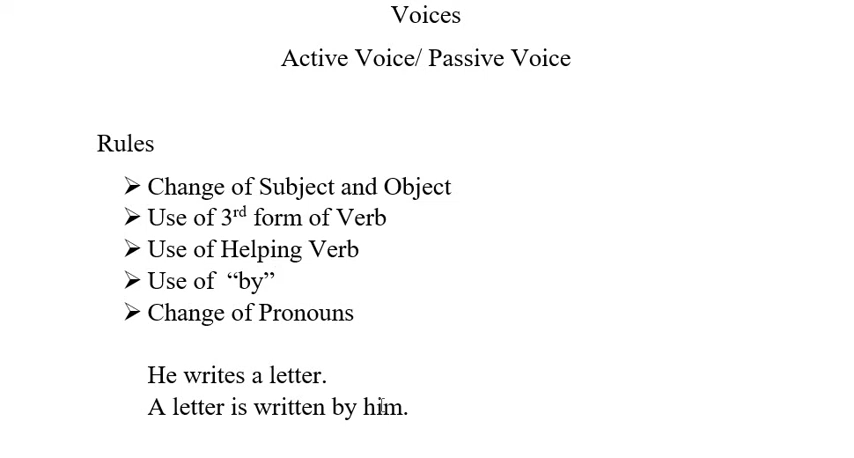 Voices
Active Voice/ Passive Voice
Rules
➢ Change of Subject and Object
➢ Use of 3rd form of Verb
➢ Use of Helping Verb
➢ Use of “by”
➢ Change of Pronouns
He writes a letter.
A letter is written by him.